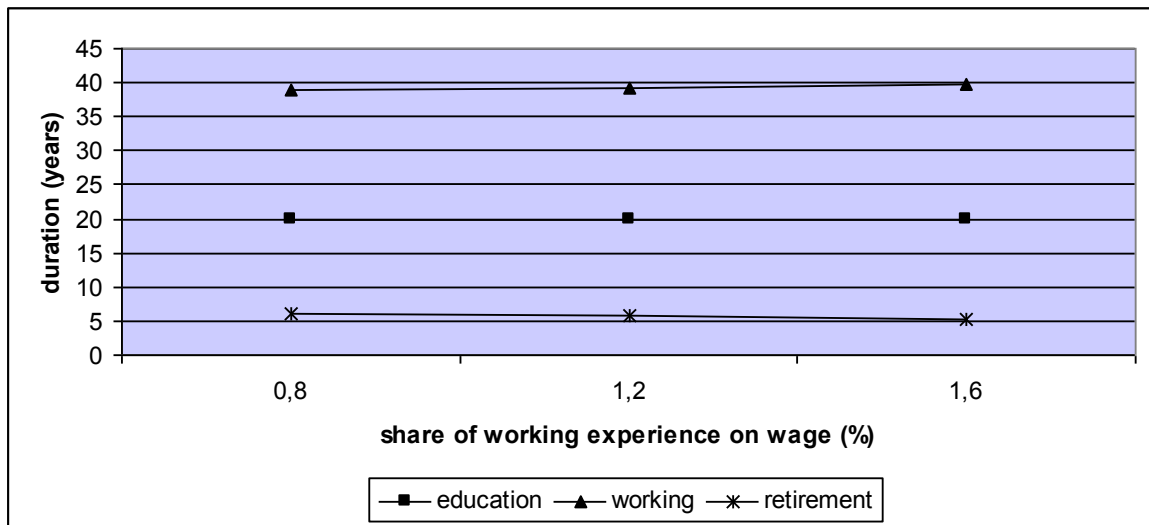 duration (years)
45
40
35
30
25
20
15
10
5
0
0,8 1,2 1,6
share of working experience on wage (%)
education working retirement